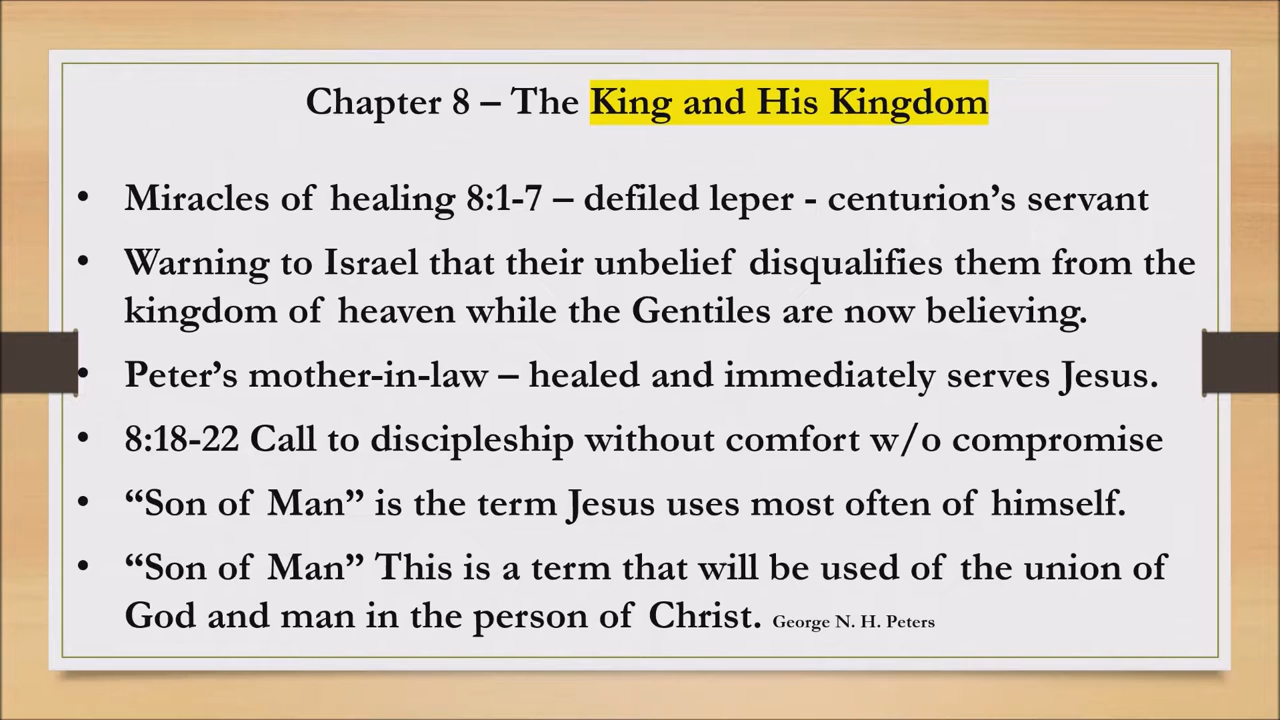 Chapter 8 – The King and His Kingdom
• Miracles of healing 8:1-7 – defiled leper - centurion’s servant
• Warning to Israel that their unbelief disqualifies them from the
kingdom of heaven while the Gentiles are now believing.
• Peter’s mother-in-law – healed and immediately serves Jesus.
• 8:18-22 Call to discipleship without comfort w/o compromise
• “Son of Man” is the term Jesus uses most often of himself.
• “Son of Man” This is a term that will be used of the union of
God and man in the person of Christ. George N. H. Peters